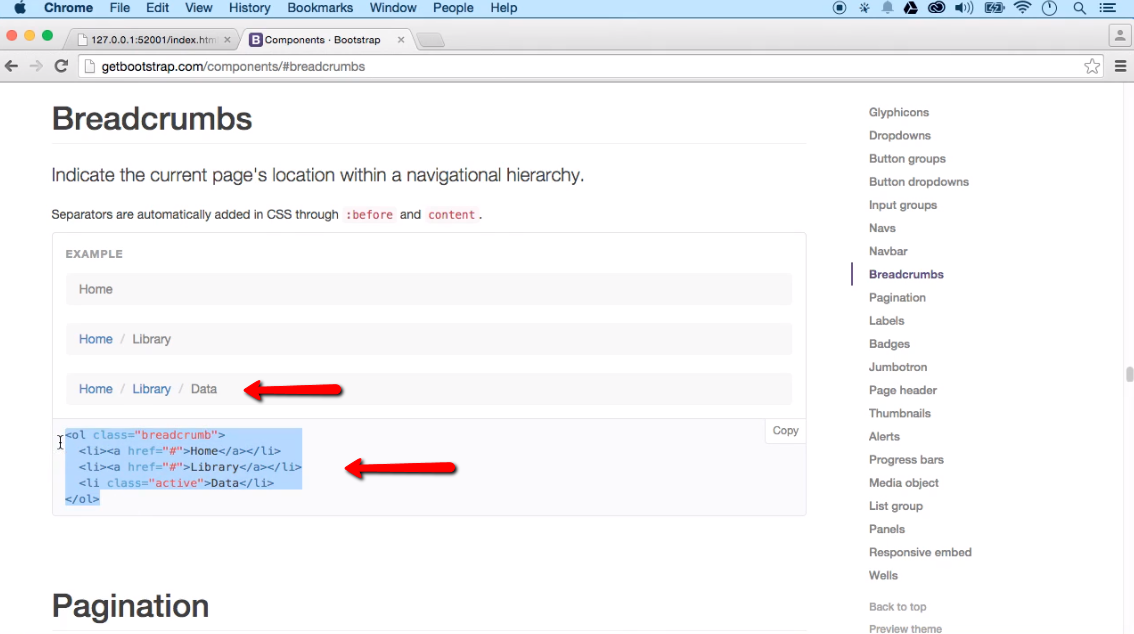 Chrome File Edit View History Bookmarks Window People Help
127.0.0.1:52001/index.htm
Components · Bootstrap
getbootstrap.com/components/#breadcrumbs
Breadcrumbs
Indicate the current page's location within a navigational hierarchy.
Separators are automatically added in CSS through :before and content.
EXAMPLE
Home
Home / Library
Home / Library / Data
Copy
<ol class="breadcrumb">
<li><a href="#">Home</a></li>
<li><a href="#">Library</a></li>
<li class="active">Data</li>
</ol>
Pagination
Glyphicons
Dropdowns
Button groups
Button dropdowns
Input groups
Navs
Navbar
Breadcrumbs
Pagination
Labels
Badges
Jumbotron
Page header
Thumbnails
Alerts
Progress bars
Media object
List group
Panels
Responsive embed
Wells
Back to top
Preview theme